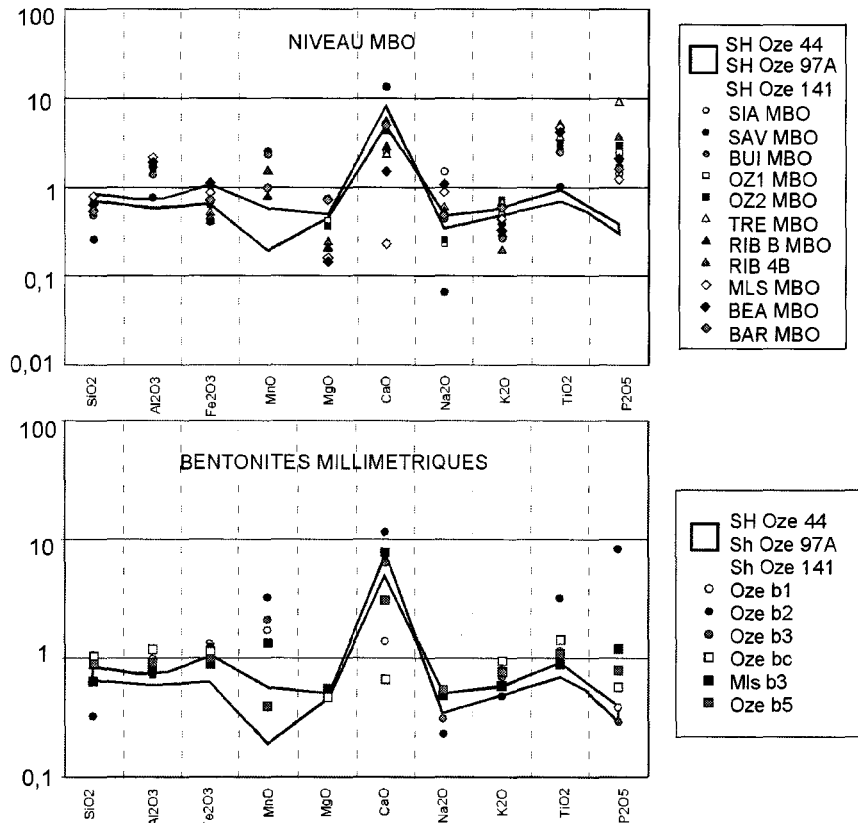 NIVEAU MBO
100
10
1
0,1
0,01
SiO2
Al2O3
Fe2O3
MnO
MgO
CaO
Na2O
K2O
TiO2
P2O5
SH Oze 44
SH Oze 97A
SH Oze 141
SIA MBO
SAV MBO
BUI MBO
OZ1 MBO
OZ2 MBO
TRE MBO
RIB B MBO
RIB 4B
MLS MBO
BEA MBO
BAR MBO
BENTONITES MILLIMETRIQUES
100
10
1
0,1
SiO2
Al2O3
Fe2O3
MnO
MgO
CaO
Na2O
K2O
TiO2
P2O5
SH Oze 44
Sh Oze 97A
Sh Oze 141
Oze b1
Oze b2
Oze b3
Oze bc
Mls b3
Oze b5